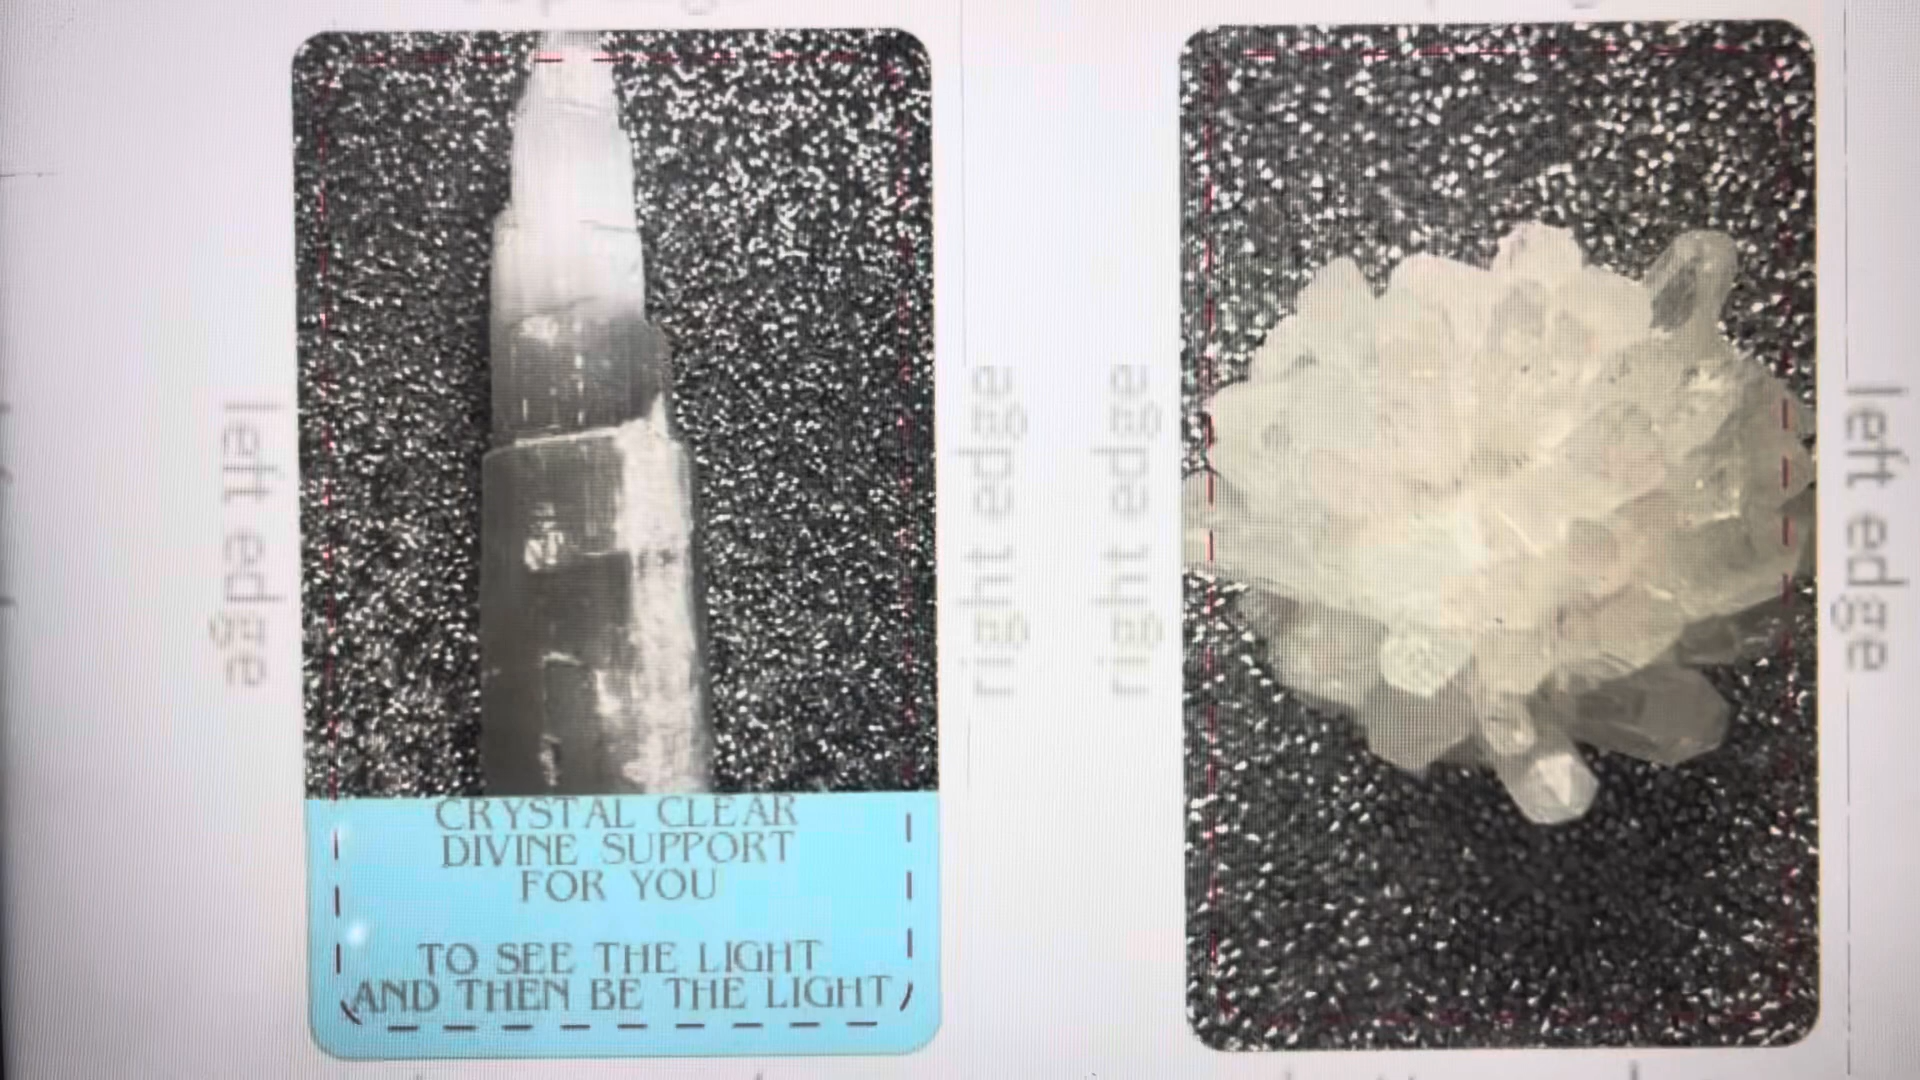 left edge
CRYSTAL CLEAR
DIVINE SUPPORT
FOR YOU
TO SEE THE LIGHT
AND THEN BE THE LIGHT
right edge
right edge
left edge